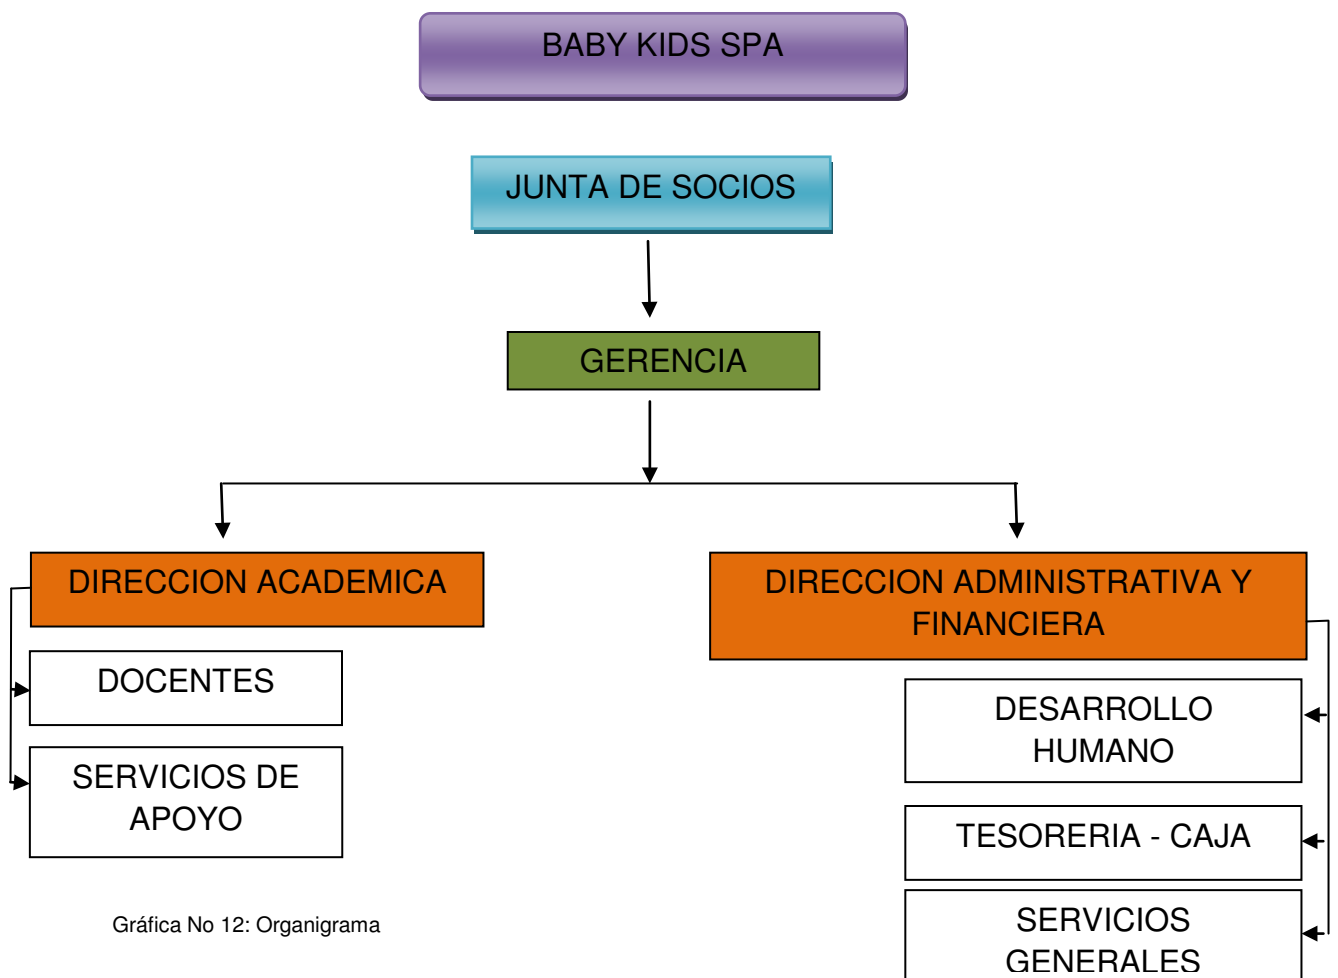 BABY KIDS SPA
JUNTA DE SOCIOS
GERENCIA
DIRECCION ACADEMICA
DOCENTES
SERVICIOS DE
APOYO
DIRECCION ADMINISTRATIVA Y
FINANCIERA
DESARROLLO
HUMANO
TESORERIA - CAJA
SERVICIOS
GENERALES
Gráfica No 12: Organigrama